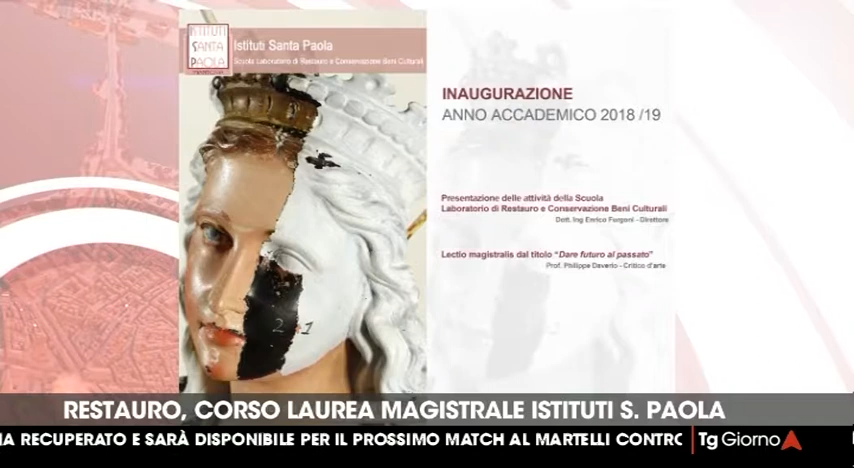 ISTITUTI
SANTA
PAOLA
Istituti Santa Paola
Scuola Laboratorio di Restauro e Conservazione Beni Culturali
INAUGURAZIONE
ANNO ACCADEMICO 2018 /19
Presentazione delle attività della Scuola
Laboratorio di Restauro e Conservazione Beni Culturali
Dott. Ing Enrico Furgoni - Direttore
Lectio magistralis dal titolo “Dare futuro al passato”
Prof. Philippe Daverio - Critico d'arte
2 1
RESTAURO, CORSO LAUREA MAGISTRALE ISTITUTI S. PAOLA
HA RECUPERATO E SARÀ DISPONIBILE PER IL PROSSIMO MATCH AL MARTELLI CONTRO
Tg Giorno